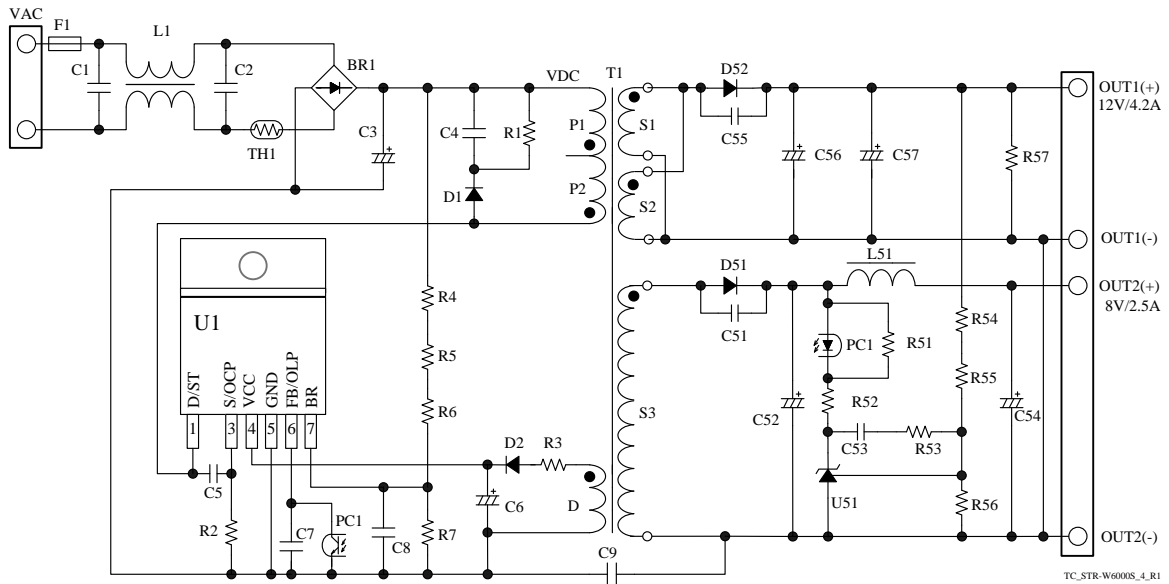 VAC
F1
L1
C1
C2
TH1
BR1
C3
C4
R1
D1
VDC
T1
P1
P2
S1
S2
D52
C55
C56
C57
R57
OUT1(+)
12V/4.2A
OUT1(-)
U1
D/ST
S/OCP
VCC
GND
FB/OLP
BR
1
3
4
5
6
7
C5
R2
C7
PC1
C8
R4
R5
R6
R7
D2
R3
C6
D
C9
S3
D51
C51
C52
PC1
R51
R52
C53
R53
U51
L51
R54
R55
R56
C54
OUT2(+)
8V/2.5A
OUT2(-)
TC_STR-W6000S_4_R1